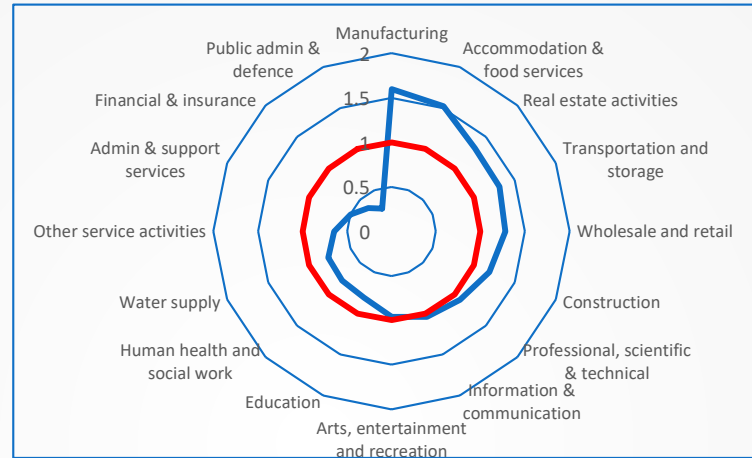 Manufacturing
Accommodation &
food services
Real estate activities
Transportation and
storage
Wholesale and retail
Construction
Professional, scientific
& technical
Information &
communication
Arts, entertainment
and recreation
Education
Human health and
social work
Water supply
Other service activities
Admin & support
services
Financial & insurance
Public admin &
defence
2
1.5
1
0.5
0